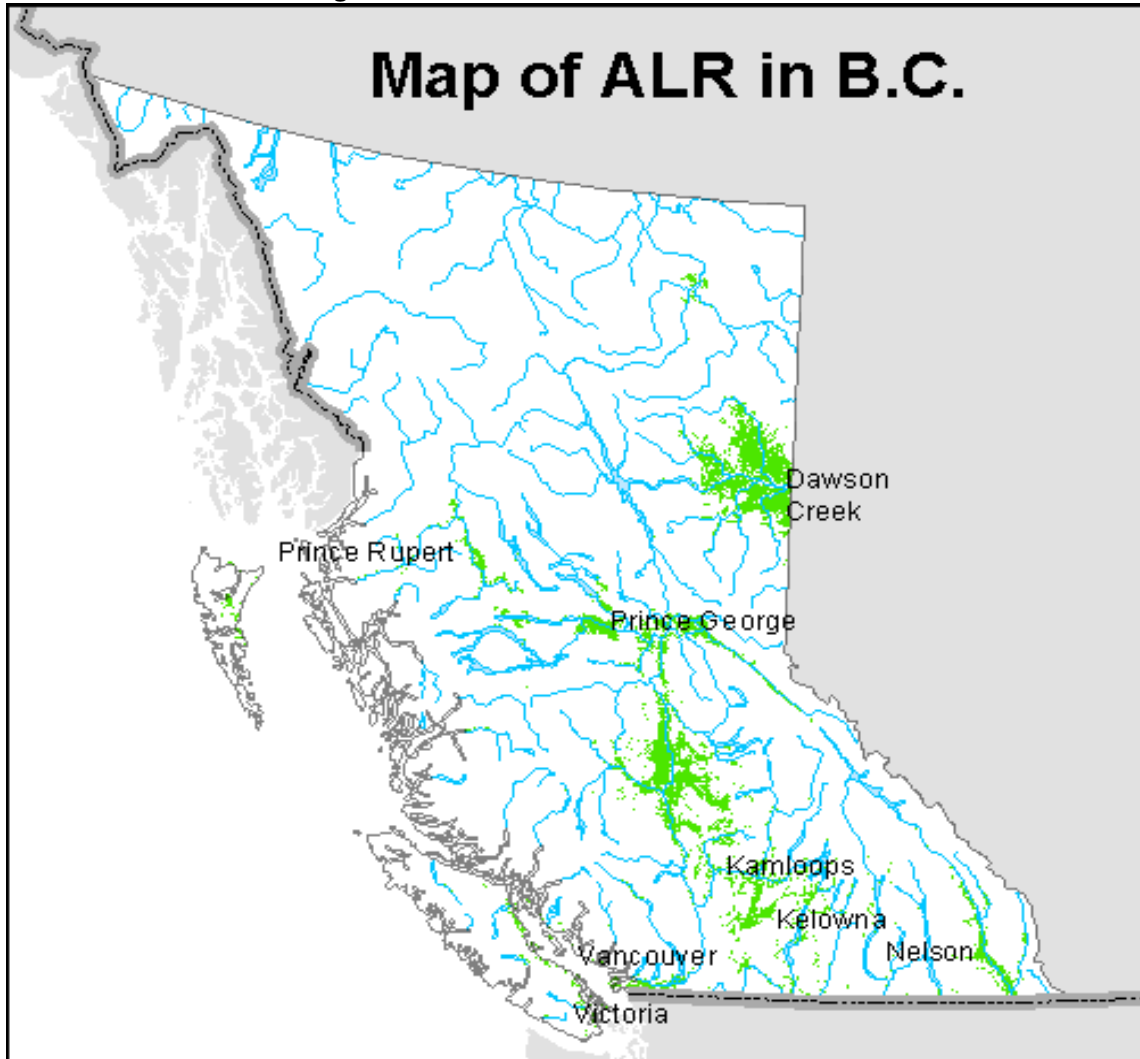 Map of ALR in B.C.
Dawson
Creek
Prince Rupert
Prince George
Kamloops
Kelowna
Nelson
Vancouver
Victoria